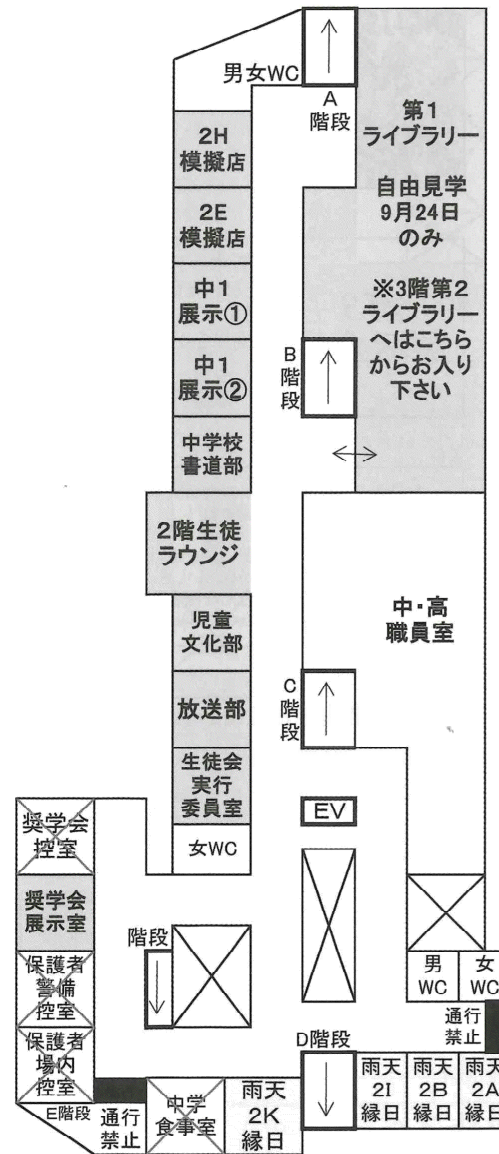 男女WC
A
階段
第1
ライブラリー
自由見学
9月24日
のみ
※3階第2
ライブラリー
へはこちら
からお入り
下さい
2H
模擬店
2E
模擬店
中1
展示①
中1
展示②
B
階段
中学校
書道部
2階生徒
ラウンジ
中・高
職員室
児童
文化部
放送部
C
階段
生徒会
実行
委員室
EV
女WC
奨学会
控室
奨学会
展示室
階段
保護者
警備
控室
男
WC
女
WC
通行
禁止
保護者
場内
控室
D階段
雨天
2I
縁日
雨天
2B
縁日
雨天
2A
縁日
E階段
通行
禁止
中学
食事室
雨天
2K
縁日